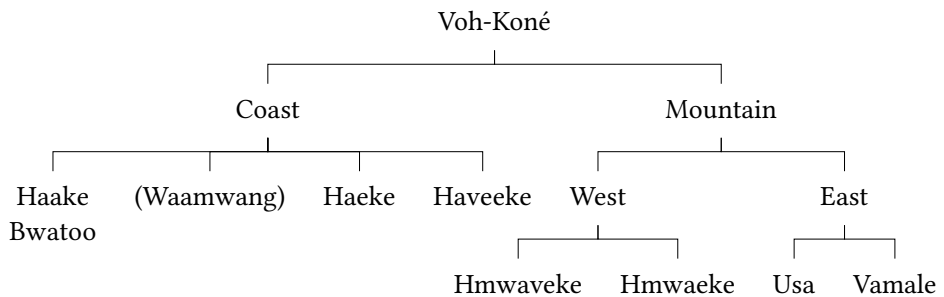 Voh-Koné
Coast Mountain
Haake (Waamwang) Haeke Haveeke West East
Bwatoo
Hmwaveke Hmwaeke Usa Vamale